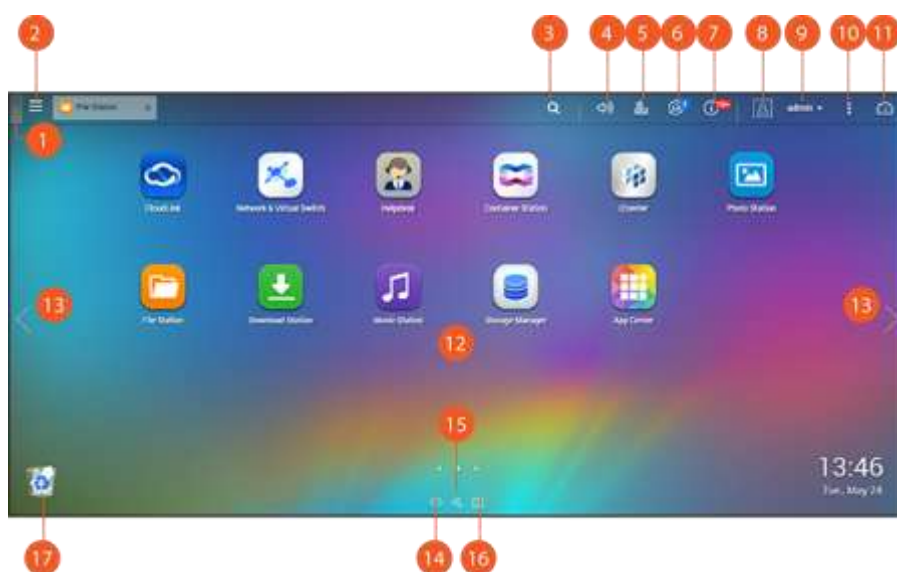 2 3 4 5 6 7 8 9 10 11
File Station admin
1
CloudLink Network & Virtual Switch Helpdesk Container Station Qcenter Photo Station
13 13
File Station Download Station Music Station Storage Manager App Center
12
15
13:46
Tue., May 24
17 14 16